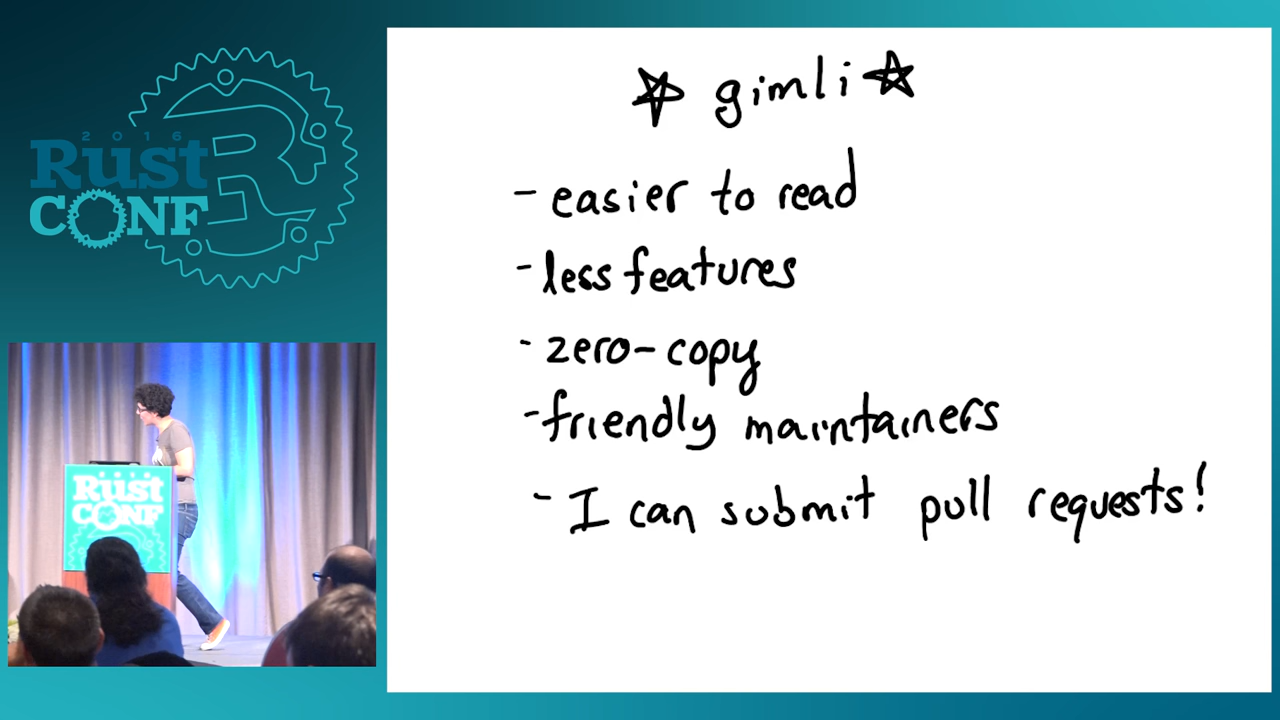 2016
Rust
CONF
2016
Rust
CONF
gimli
- easier to read
- less features
- zero-copy
- friendly maintainers
- I can submit pull requests!